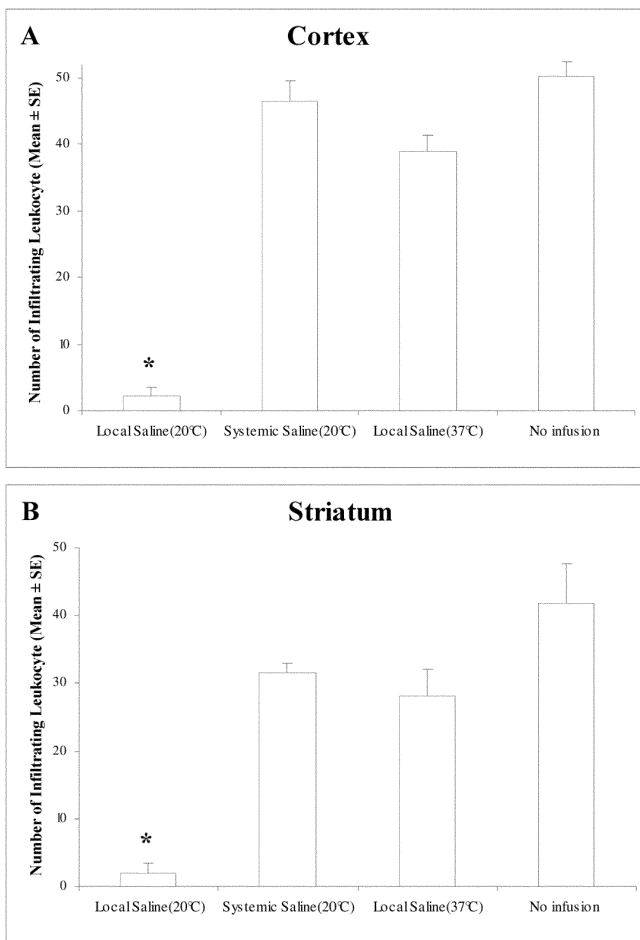 A
Cortex
Number of Infiltrating Leukocyte (Mean ± SE)
50
40
30
20
10
0
*
Local Saline(20°C)
Systemic Saline(20°C)
Local Saline(37°C)
No infusion
B
Striatum
Number of Infiltrating Leukocyte (Mean ± SE)
50
40
30
20
10
0
*
Local Saline(20°C)
Systemic Saline(20°C)
Local Saline(37°C)
No infusion